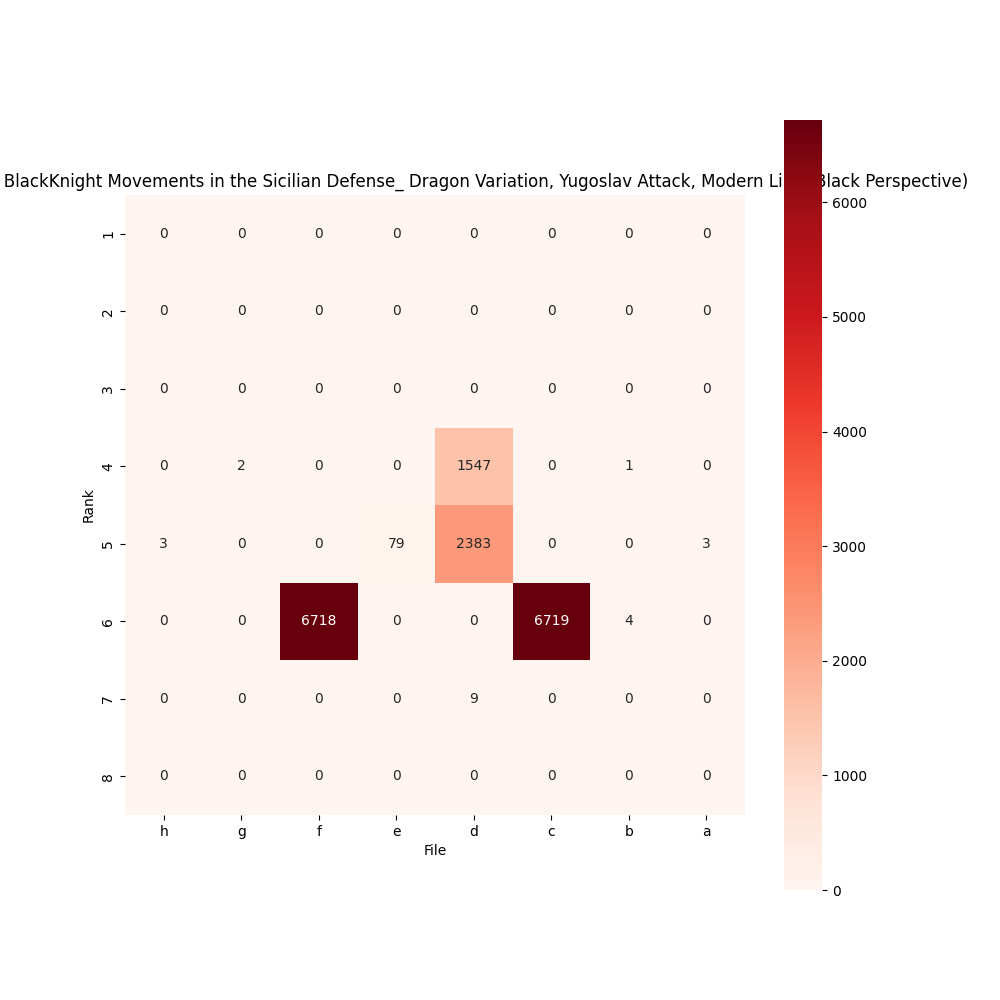 BlackKnight Movements in the Sicilian Defense_ Dragon Variation, Yugoslav Attack, Modern Li Black Perspective)
6000
1 0 0 0 0 0 0 0 0
2 0 0 0 0 0 0 0 0
5000
3 0 0 0 0 0 0 0 0
4000
4 0 2 0 0 1547 0 1 0
Rank
3000
5 3 0 0 79 2383 0 0 3
6 0 0 6718 0 0 6719 4 0
2000
7 0 0 0 0 9 0 0 0
1000
8 0 0 0 0 0 0 0 0
h g f e d c b a
File
0